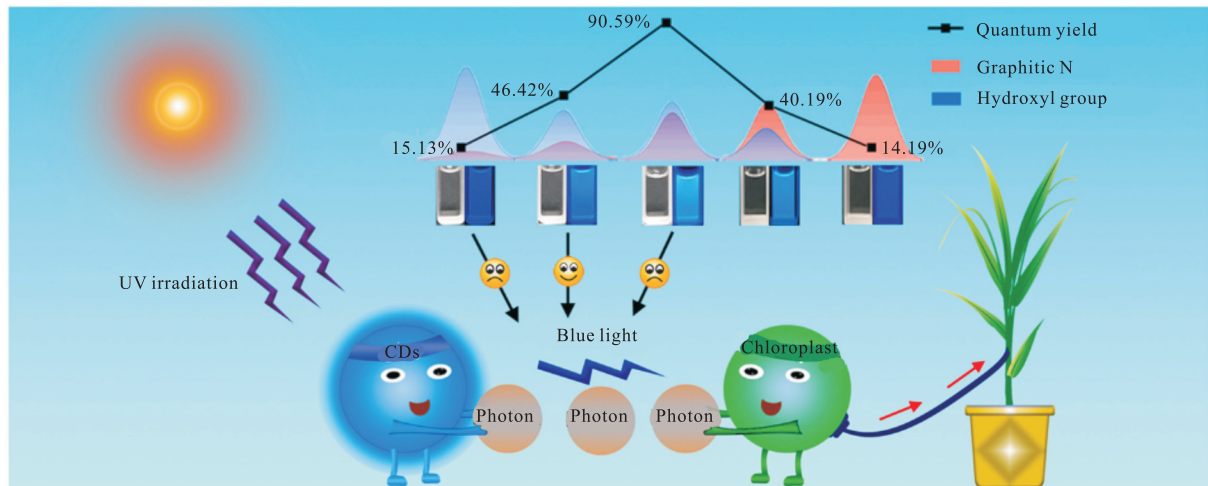 90.59%
Quantum yield
Graphitic N
46.42%
40.19%
Hydroxyl group
15.13%
14.19%
UV irradiation
Blue light
CDs
Chloroplast
Photon
Photon
Photon